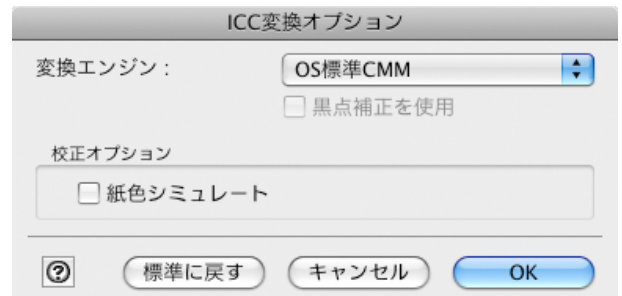 ICC変換オプション
変換エンジン : OS標準CMM
黒点補正を使用
校正オプション
紙色シミュレート
? 標準に戻す キャンセル OK